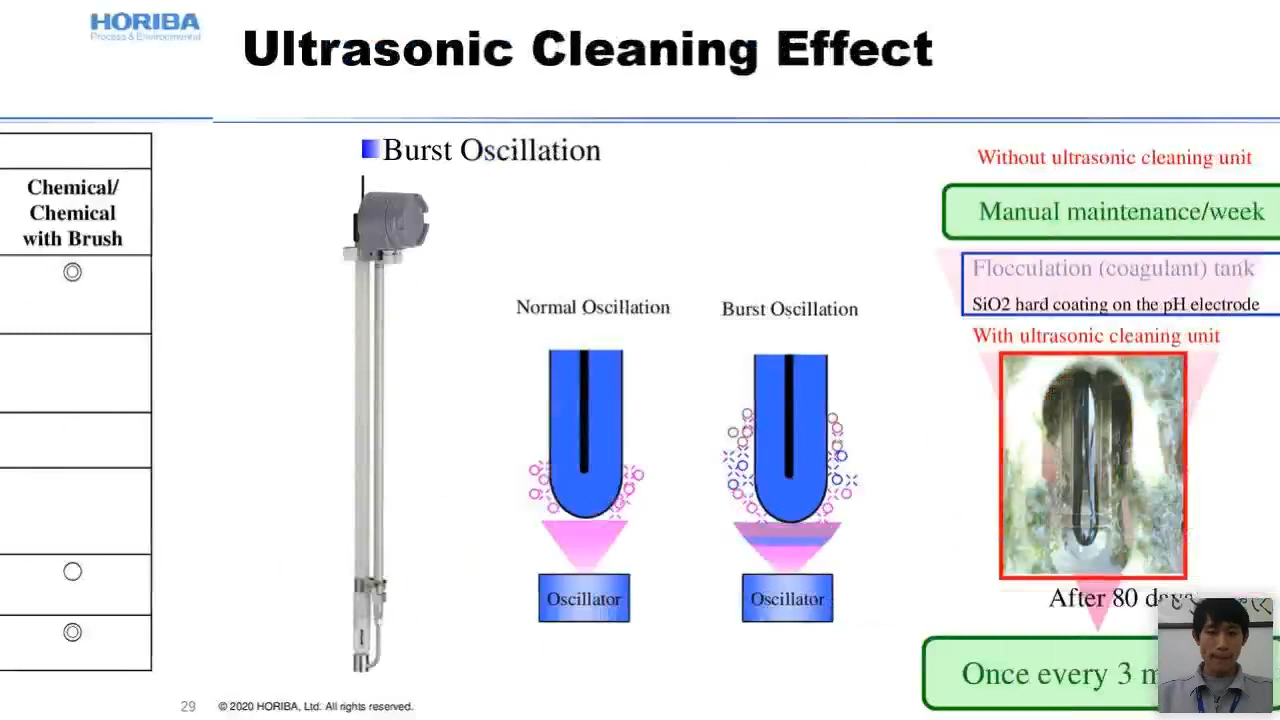 HORIBA
Process & Environmental
Ultrasonic Cleaning Effect
Chemical/
Chemical
with Brush
Burst Oscillation
Normal Oscillation
Burst Oscillation
Oscillator
Oscillator
Without ultrasonic cleaning unit
Manual maintenance/week
Flocculation (coagulant) tank
SiO2 hard coating on the pH electrode
With ultrasonic cleaning unit
After 80
Once every 3
29
© 2020 HORIBA, Ltd. All rights reserved.